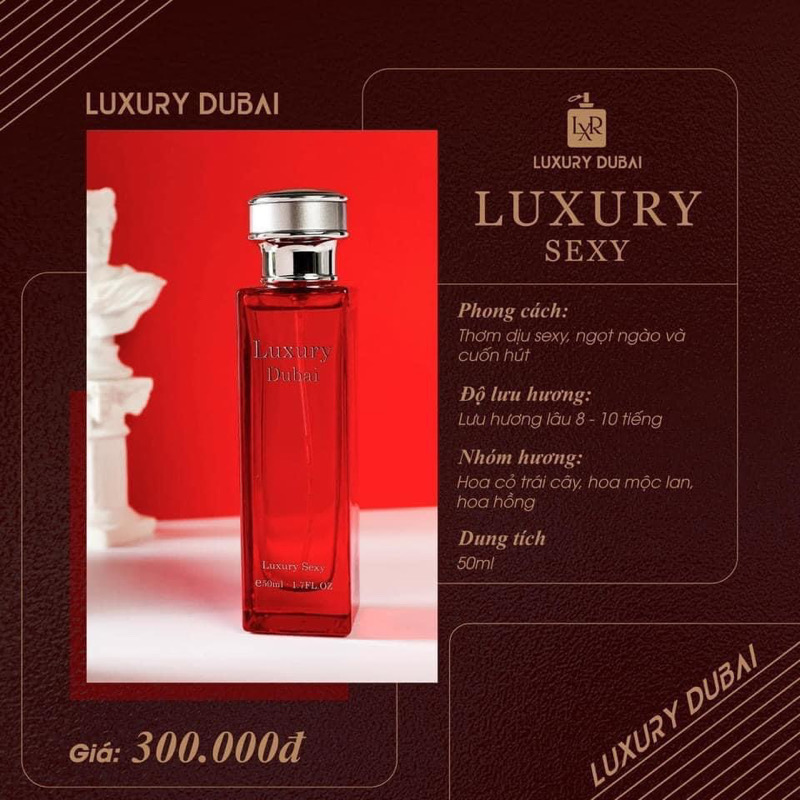 LUXURY DUBAI
LXR
LUXURY DUBAI
LUXURY
SEXY
Phong cách:
Thơm dịu sexy, ngọt ngào và
cuốn hút
Độ lưu hương:
Lưu hương lâu 8 - 10 tiếng
Nhóm hương:
Hoa cỏ trái cây, hoa mộc lan,
hoa hồng
Dung tích
50ml
Luxury
Dubai
Luxury Sexy
e50ml - 1.7FL OZ
Giá: 300.000đ
LUXURY DUBAI